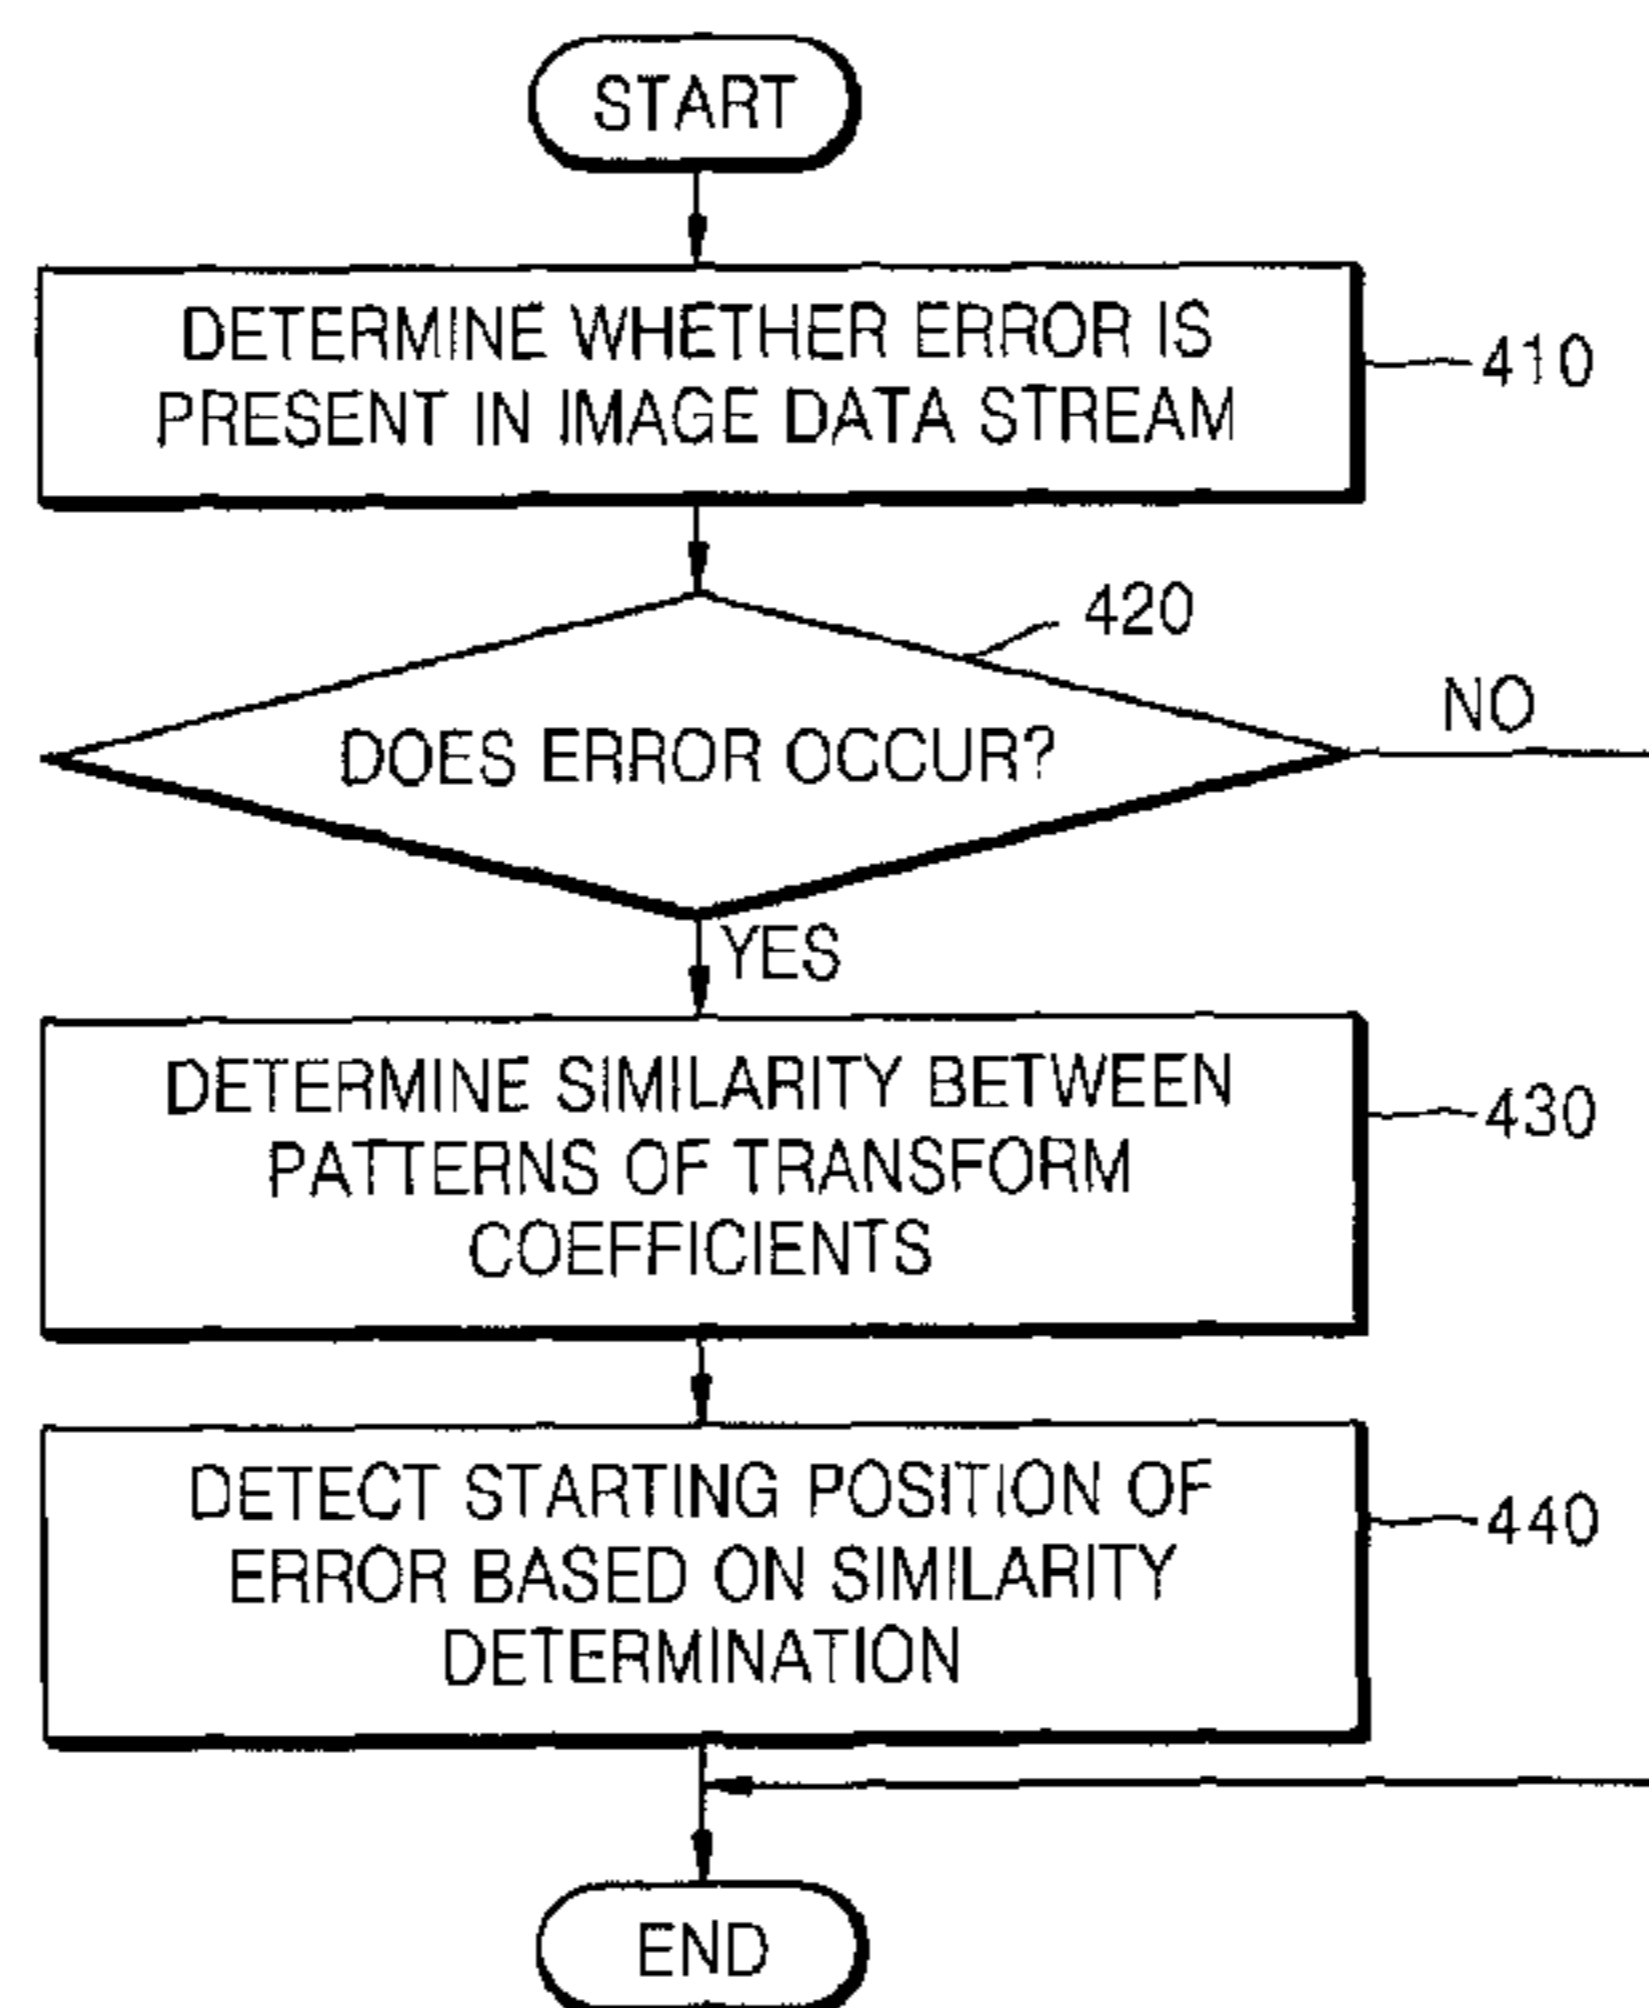 START
DETERMINE WHETHER ERROR IS
PRESENT IN IMAGE DATA STREAM
410
420
DOES ERROR OCCUR?
NO
YES
DETERMINE SIMILARITY BETWEEN
PATTERNS OF TRANSFORM
COEFFICIENTS
430
DETECT STARTING POSITION OF
ERROR BASED ON SIMILARITY
DETERMINATION
440
END